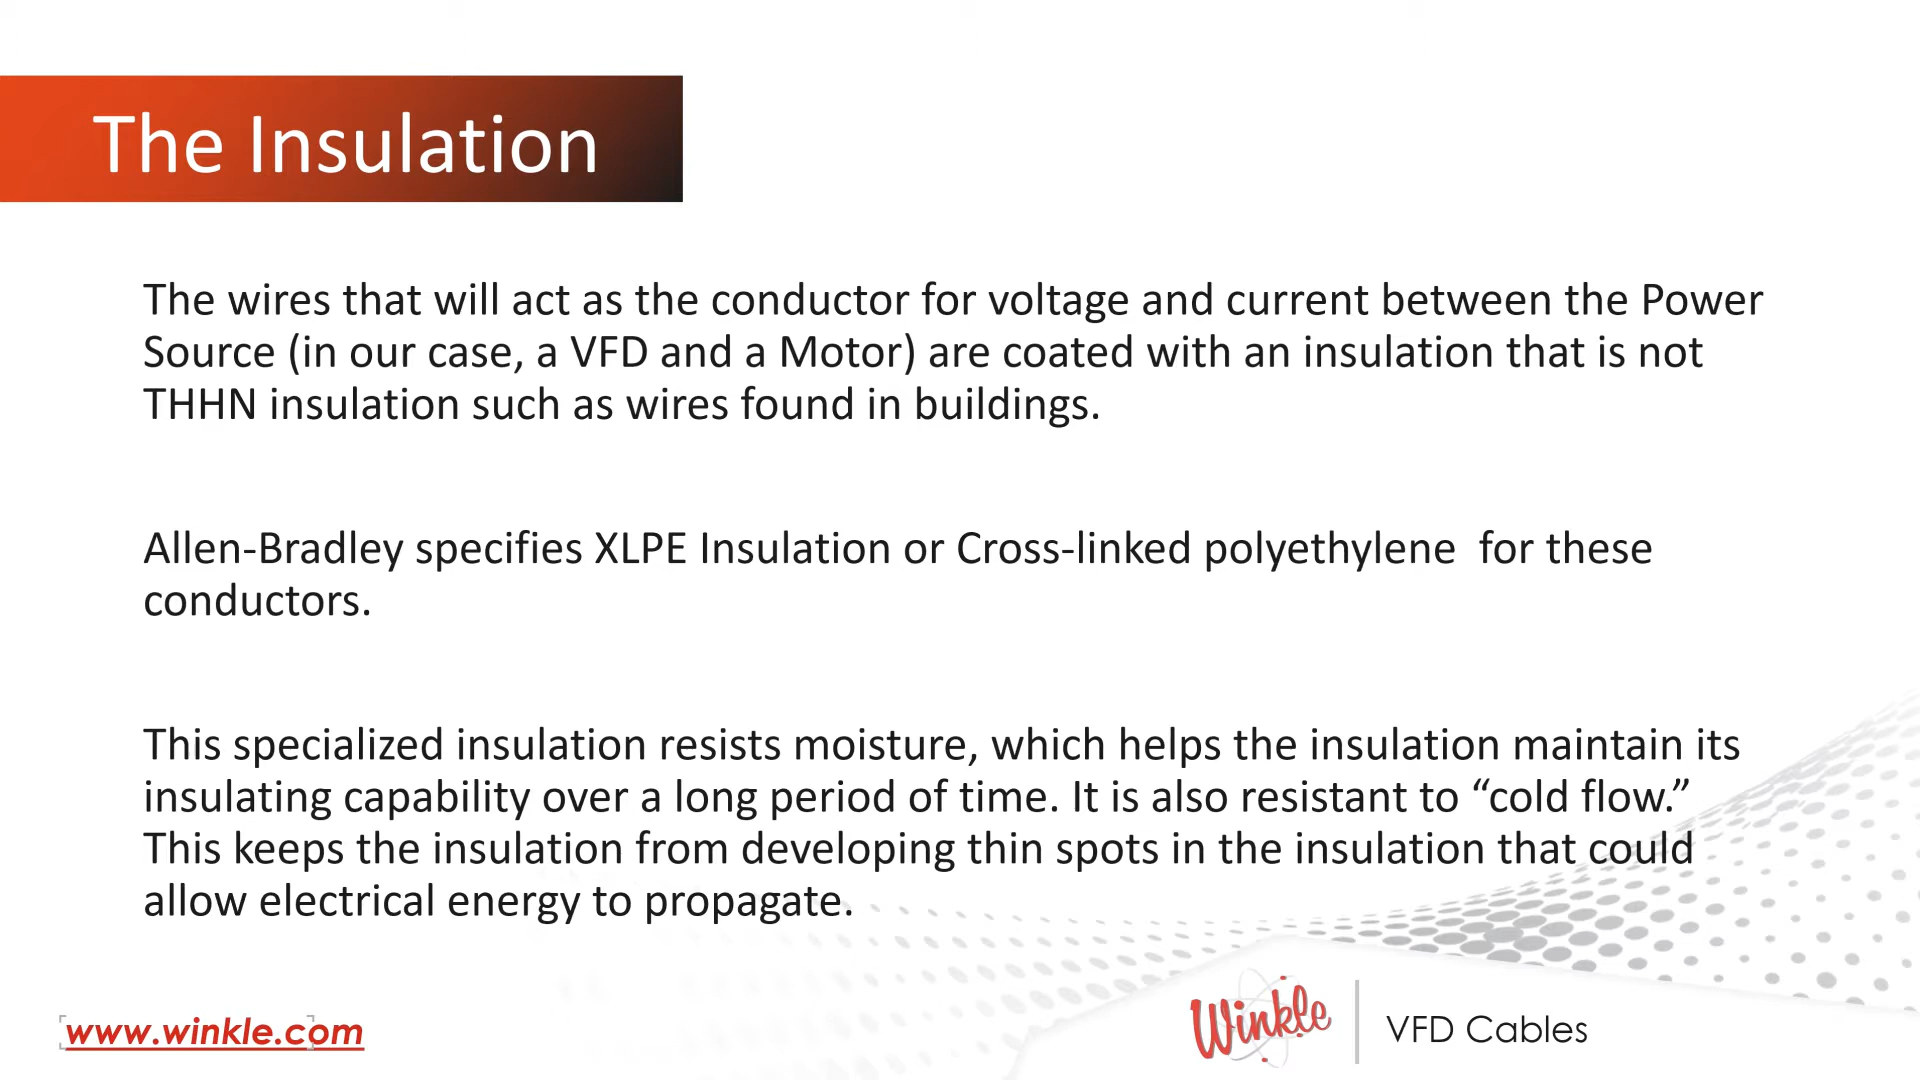 The Insulation
The wires that will act as the conductor for voltage and current between the Power
Source (in our case, a VFD and a Motor) are coated with an insulation that is not
THHN insulation such as wires found in buildings.
Allen-Bradley specifies XLPE Insulation or Cross-linked polyethylene  for these
conductors.
This specialized insulation resists moisture, which helps the insulation maintain its
insulating capability over a long period of time. It is also resistant to “cold flow.”
This keeps the insulation from developing thin spots in the insulation that could
allow electrical energy to propagate.
www.winkle.com
Winkle
VFD Cables